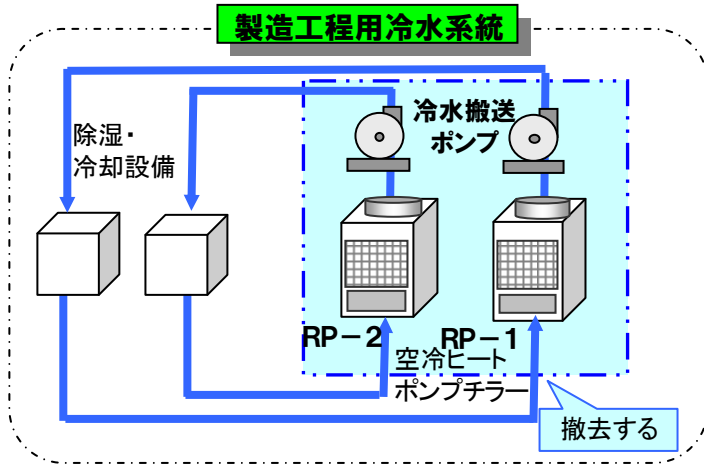 製造工程用冷水系統
除湿・
冷却設備
冷水搬送
ポンプ
RP－2
RP－1
空冷ヒート
ポンプチラー
撤去する